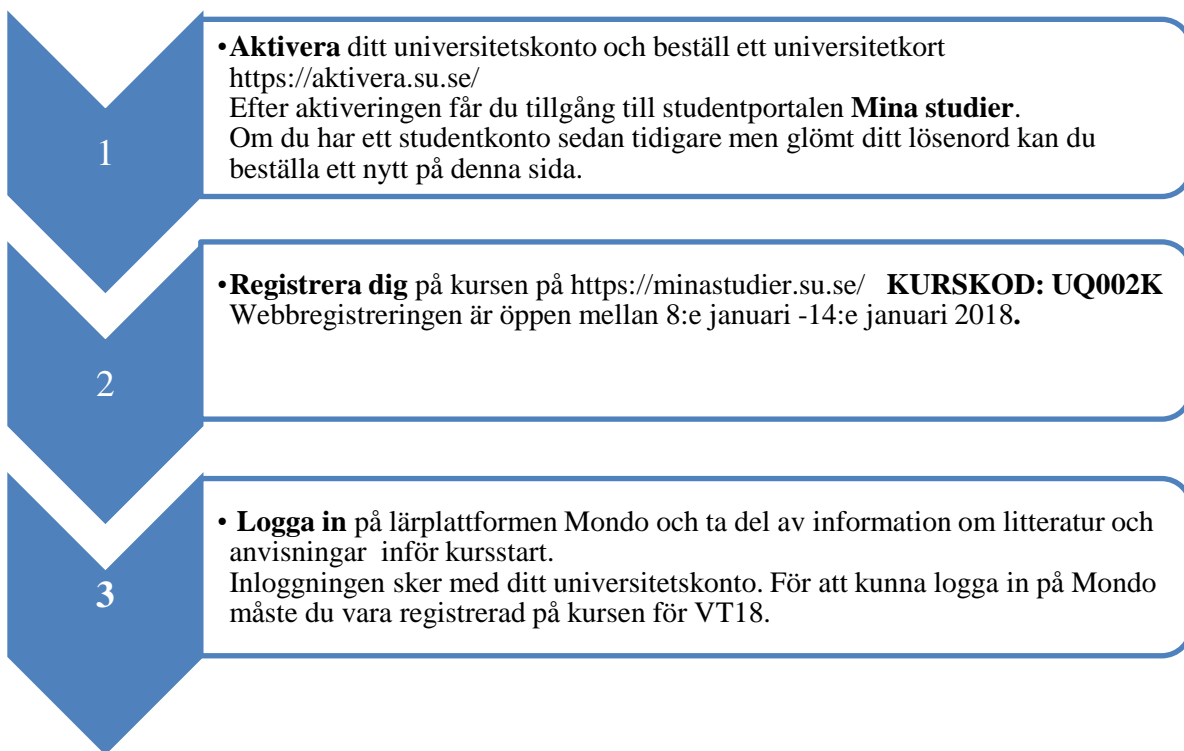 1
•Aktivera ditt universitetskonto och beställ ett universitetkort
https://aktivera.su.se/
Efter aktiveringen får du tillgång till studentportalen Mina studier.
Om du har ett studentkonto sedan tidigare men glömt ditt lösenord kan du
beställa ett nytt på denna sida.
2
•Registrera dig på kursen på https://minastudier.su.se/ KURSKOD: UQ002K
Webbregistreringen är öppen mellan 8:e januari -14:e januari 2018.
3
• Logga in på lärplattformen Mondo och ta del av information om litteratur och
anvisningar inför kursstart.
Inloggningen sker med ditt universitetskonto. För att kunna logga in på Mondo
måste du vara registrerad på kursen för VT18.